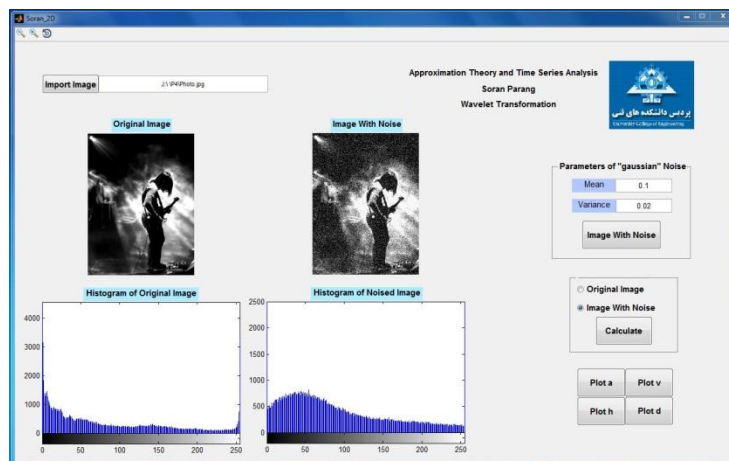 Soran_2D
Import Image
J:\IP4\Photo.jpg
Approximation Theory and Time Series Analysis
Soran Parang
Wavelet Transformation
پردیس دانشکده های فنی
Original Image
Image With Noise
Parameters of "gaussian" Noise
Mean
0.1
Variance
0.02
Image With Noise
Histogram of Original Image
Histogram of Noised Image
4000
3000
2000
1000
0
0 50 100 150 200 250
2500
2000
1500
1000
500
0
0 50 100 150 200 250
Original Image
Image With Noise
Calculate
Plot a
Plot v
Plot h
Plot d